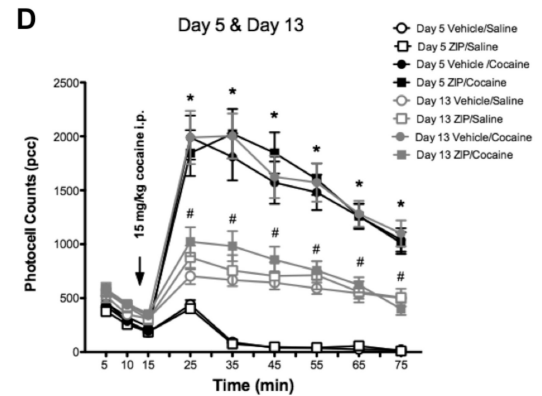 D
Day 5 & Day 13
Day 5 Vehicle/Saline
Day 5 ZIP/Saline
Day 5 Vehicle /Cocaine
Day 5 ZIP/Cocaine
Day 13 Vehicle/Saline
Day 13 ZIP/Saline
Day 13 Vehicle/Cocaine
Day 13 ZIP/Cocaine
Photocell Counts (pcc)
2500
2000
1500
1000
500
0
15 mg/kg cocaine i.p.
* * * * * *
# # # # # #
5 10 15 25 35 45 55 65 75
Time (min)